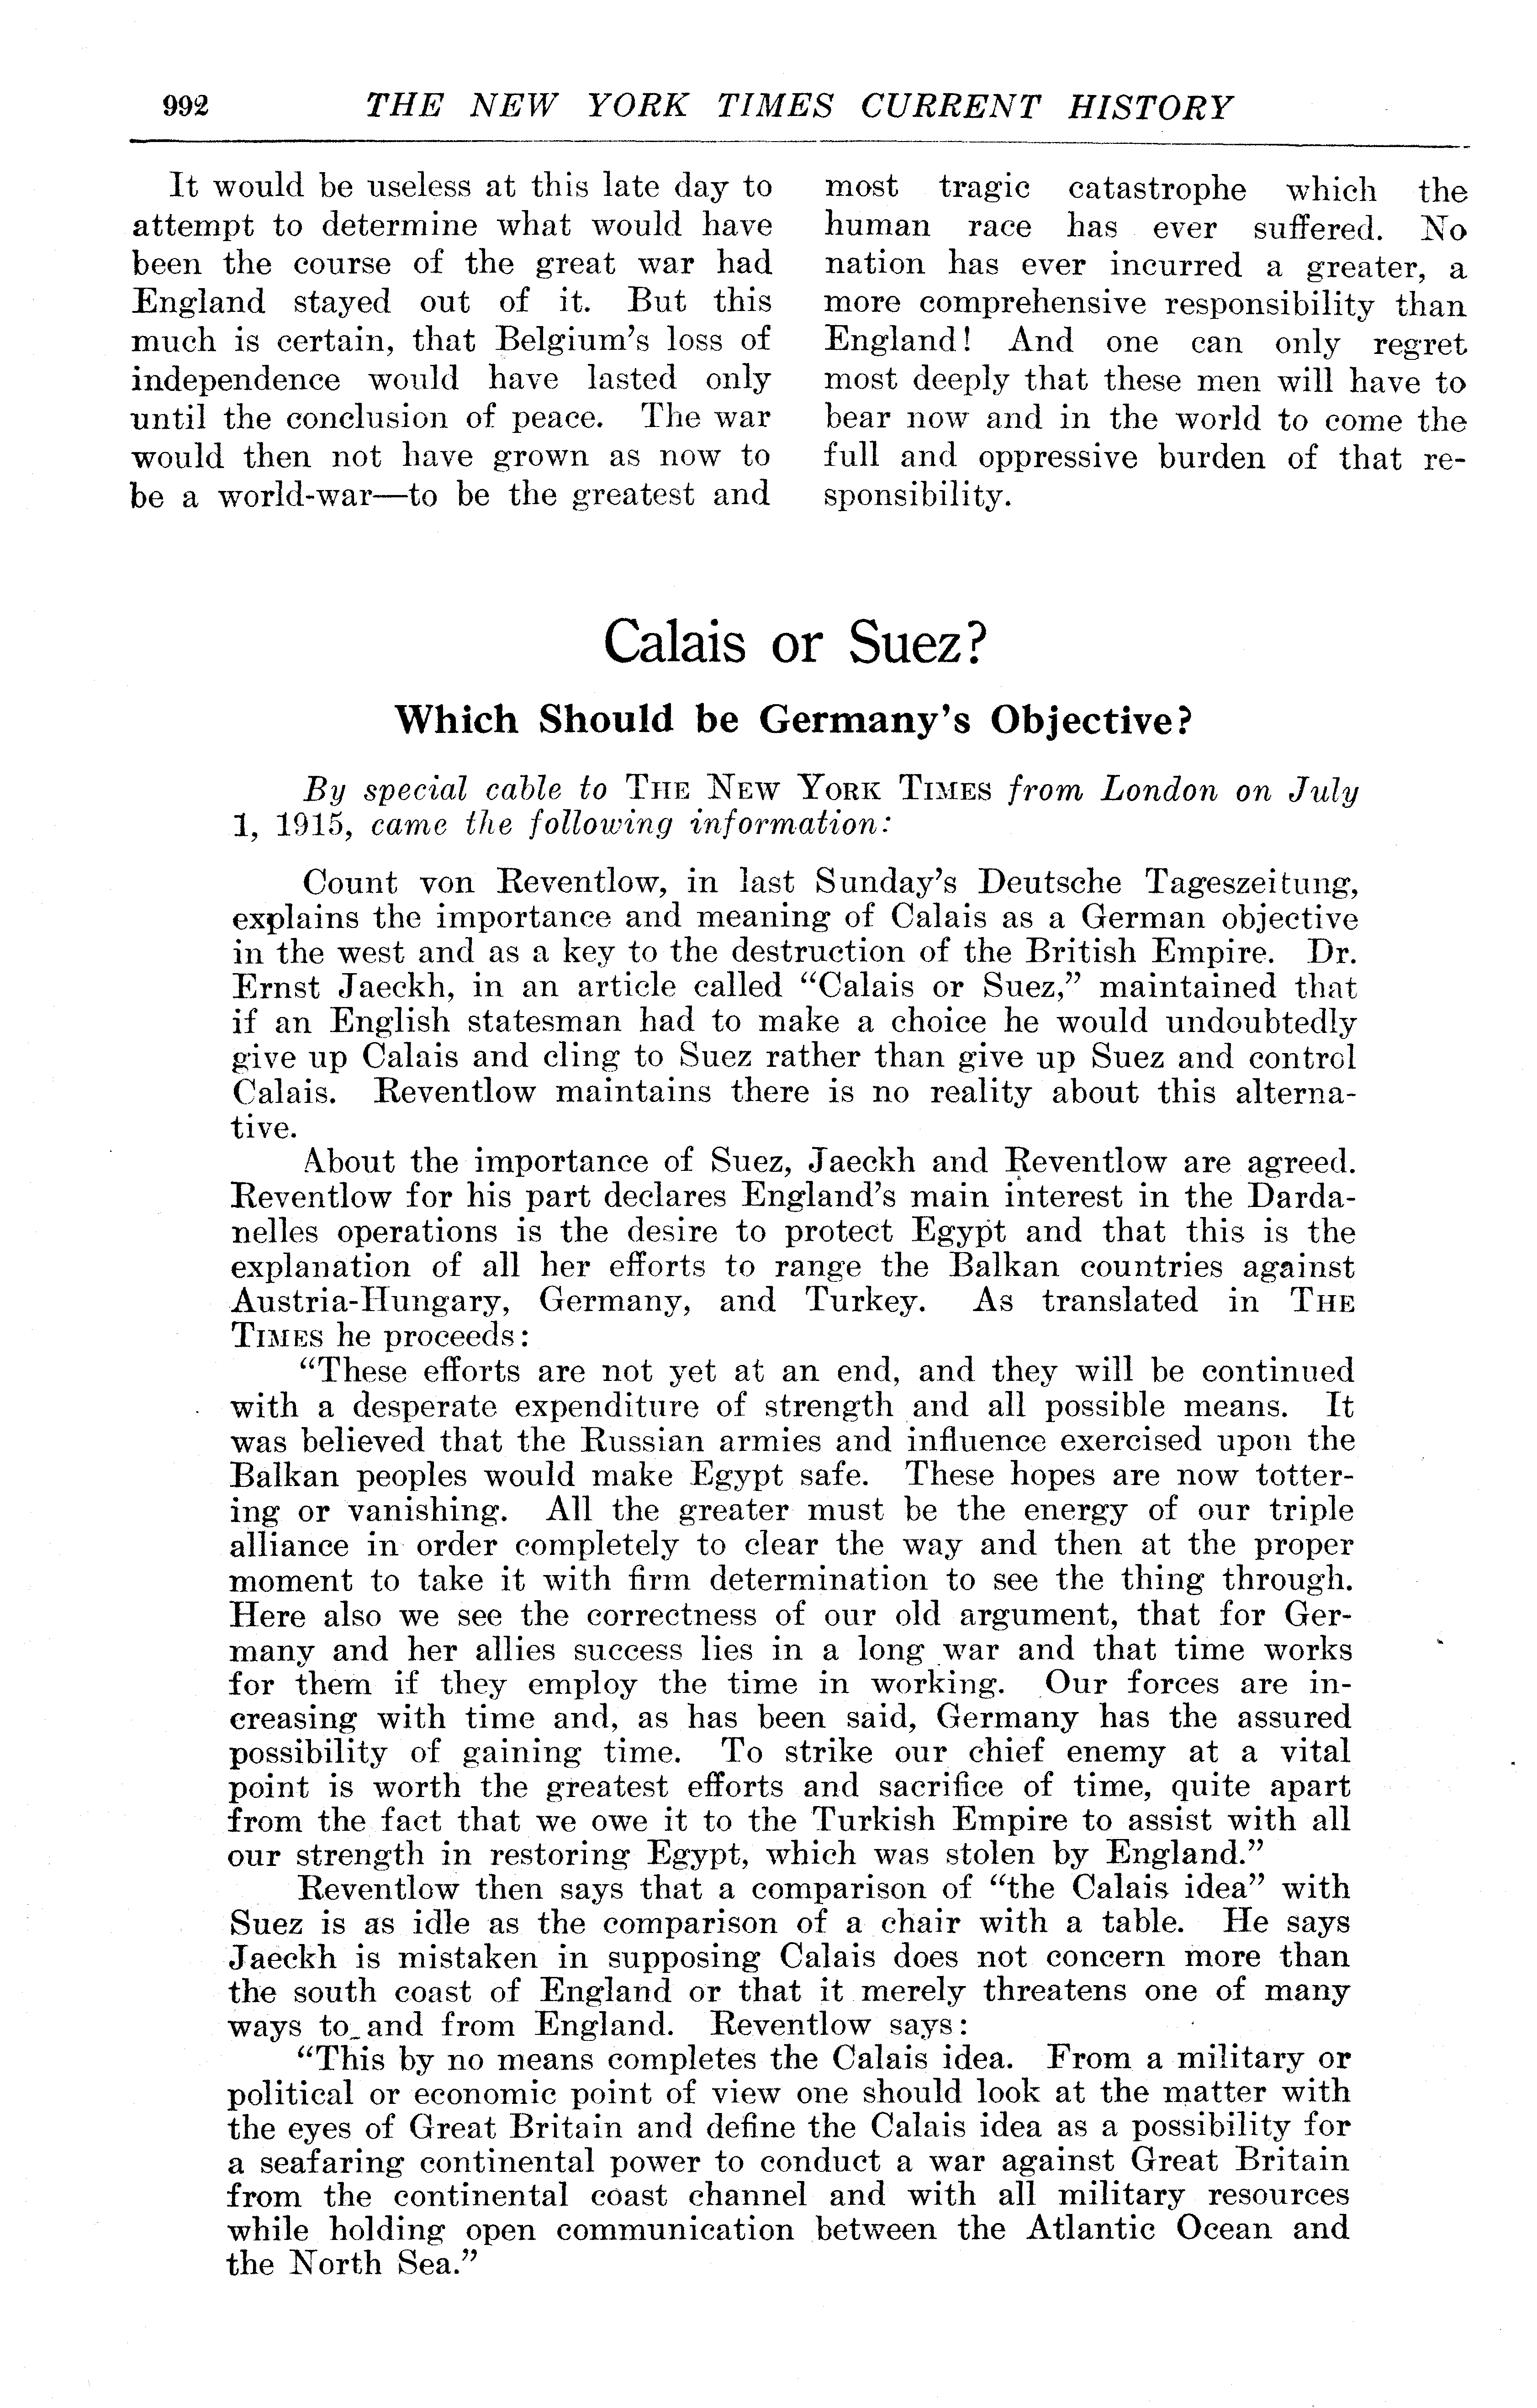 992 THE NEW YORK TIMES CURRENT HISTORY
It would be useless at this late day to
attempt to determine what would have
been the course of the great war had
England stayed out of it. But this
much is certain, that Belgium's loss of
independence would have lasted only
until the conclusion of peace. The war
would then not have grown as now to
be a world-war—to be the greatest and
most tragic catastrophe which the
human race has ever suffered. No
nation has ever incurred a greater, a
more comprehensive responsibility than
England! And one can only regret
most deeply that these men will have to
bear now and in the world to come the
full and oppressive burden of that re-
sponsibility.
Calais or Suez?
Which Should be Germany's Objective?
By special cable to THE NEW YORK TIMES from London on July
1, 1915, came the following information:
Count von Reventlow, in last Sunday's Deutsche Tageszeitung,
explains the importance and meaning of Calais as a German objective
in the west and as a key to the destruction of the British Empire. Dr.
Ernst Jaeckh, in an article called "Calais or Suez," maintained that
if an English statesman had to make a choice he would undoubtedly
give up Calais and cling to Suez rather than give up Suez and control
Calais. Reventlow maintains there is no reality about this alterna-
tive.
About the importance of Suez, Jaeckh and Reventlow are agreed.
Reventlow for his part declares England's main interest in the Darda-
nelles operations is the desire to protect Egypt and that this is the
explanation of all her efforts to range the Balkan countries against
Austria-Hungary, Germany, and Turkey. As translated in THE
TIMES he proceeds:
"These efforts are not yet at an end, and they will be continued
with a desperate expenditure of strength and all possible means. It
was believed that the Russian armies and influence exercised upon the
Balkan peoples would make Egypt safe. These hopes are now totter-
ing or vanishing. All the greater must be the energy of our triple
alliance in order completely to clear the way and then at the proper
moment to take it with firm determination to see the thing through.
Here also we see the correctness of our old argument, that for Ger-
many and her allies success lies in a long war and that time works
for them if they employ the time in working. Our forces are in-
creasing with time and, as has been said, Germany has the assured
possibility of gaining time. To strike our chief enemy at a vital
point is worth the greatest efforts and sacrifice of time, quite apart
from the fact that we owe it to the Turkish Empire to assist with all
our strength in restoring Egypt, which was stolen by England."
Reventlow then says that a comparison of "the Calais idea" with
Suez is as idle as the comparison of a chair with a table. He says
Jaeckh is mistaken in supposing Calais does not concern more than
the south coast of England or that it merely threatens one of many
ways to and from England. Reventlow says:
"This by no means completes the Calais idea. From a military or
political or economic point of view one should look at the matter with
the eyes of Great Britain and define the Calais idea as a possibility for
a seafaring continental power to conduct a war against Great Britain
from the continental coast channel and with all military resources
while holding open communication between the Atlantic Ocean and
the North Sea."